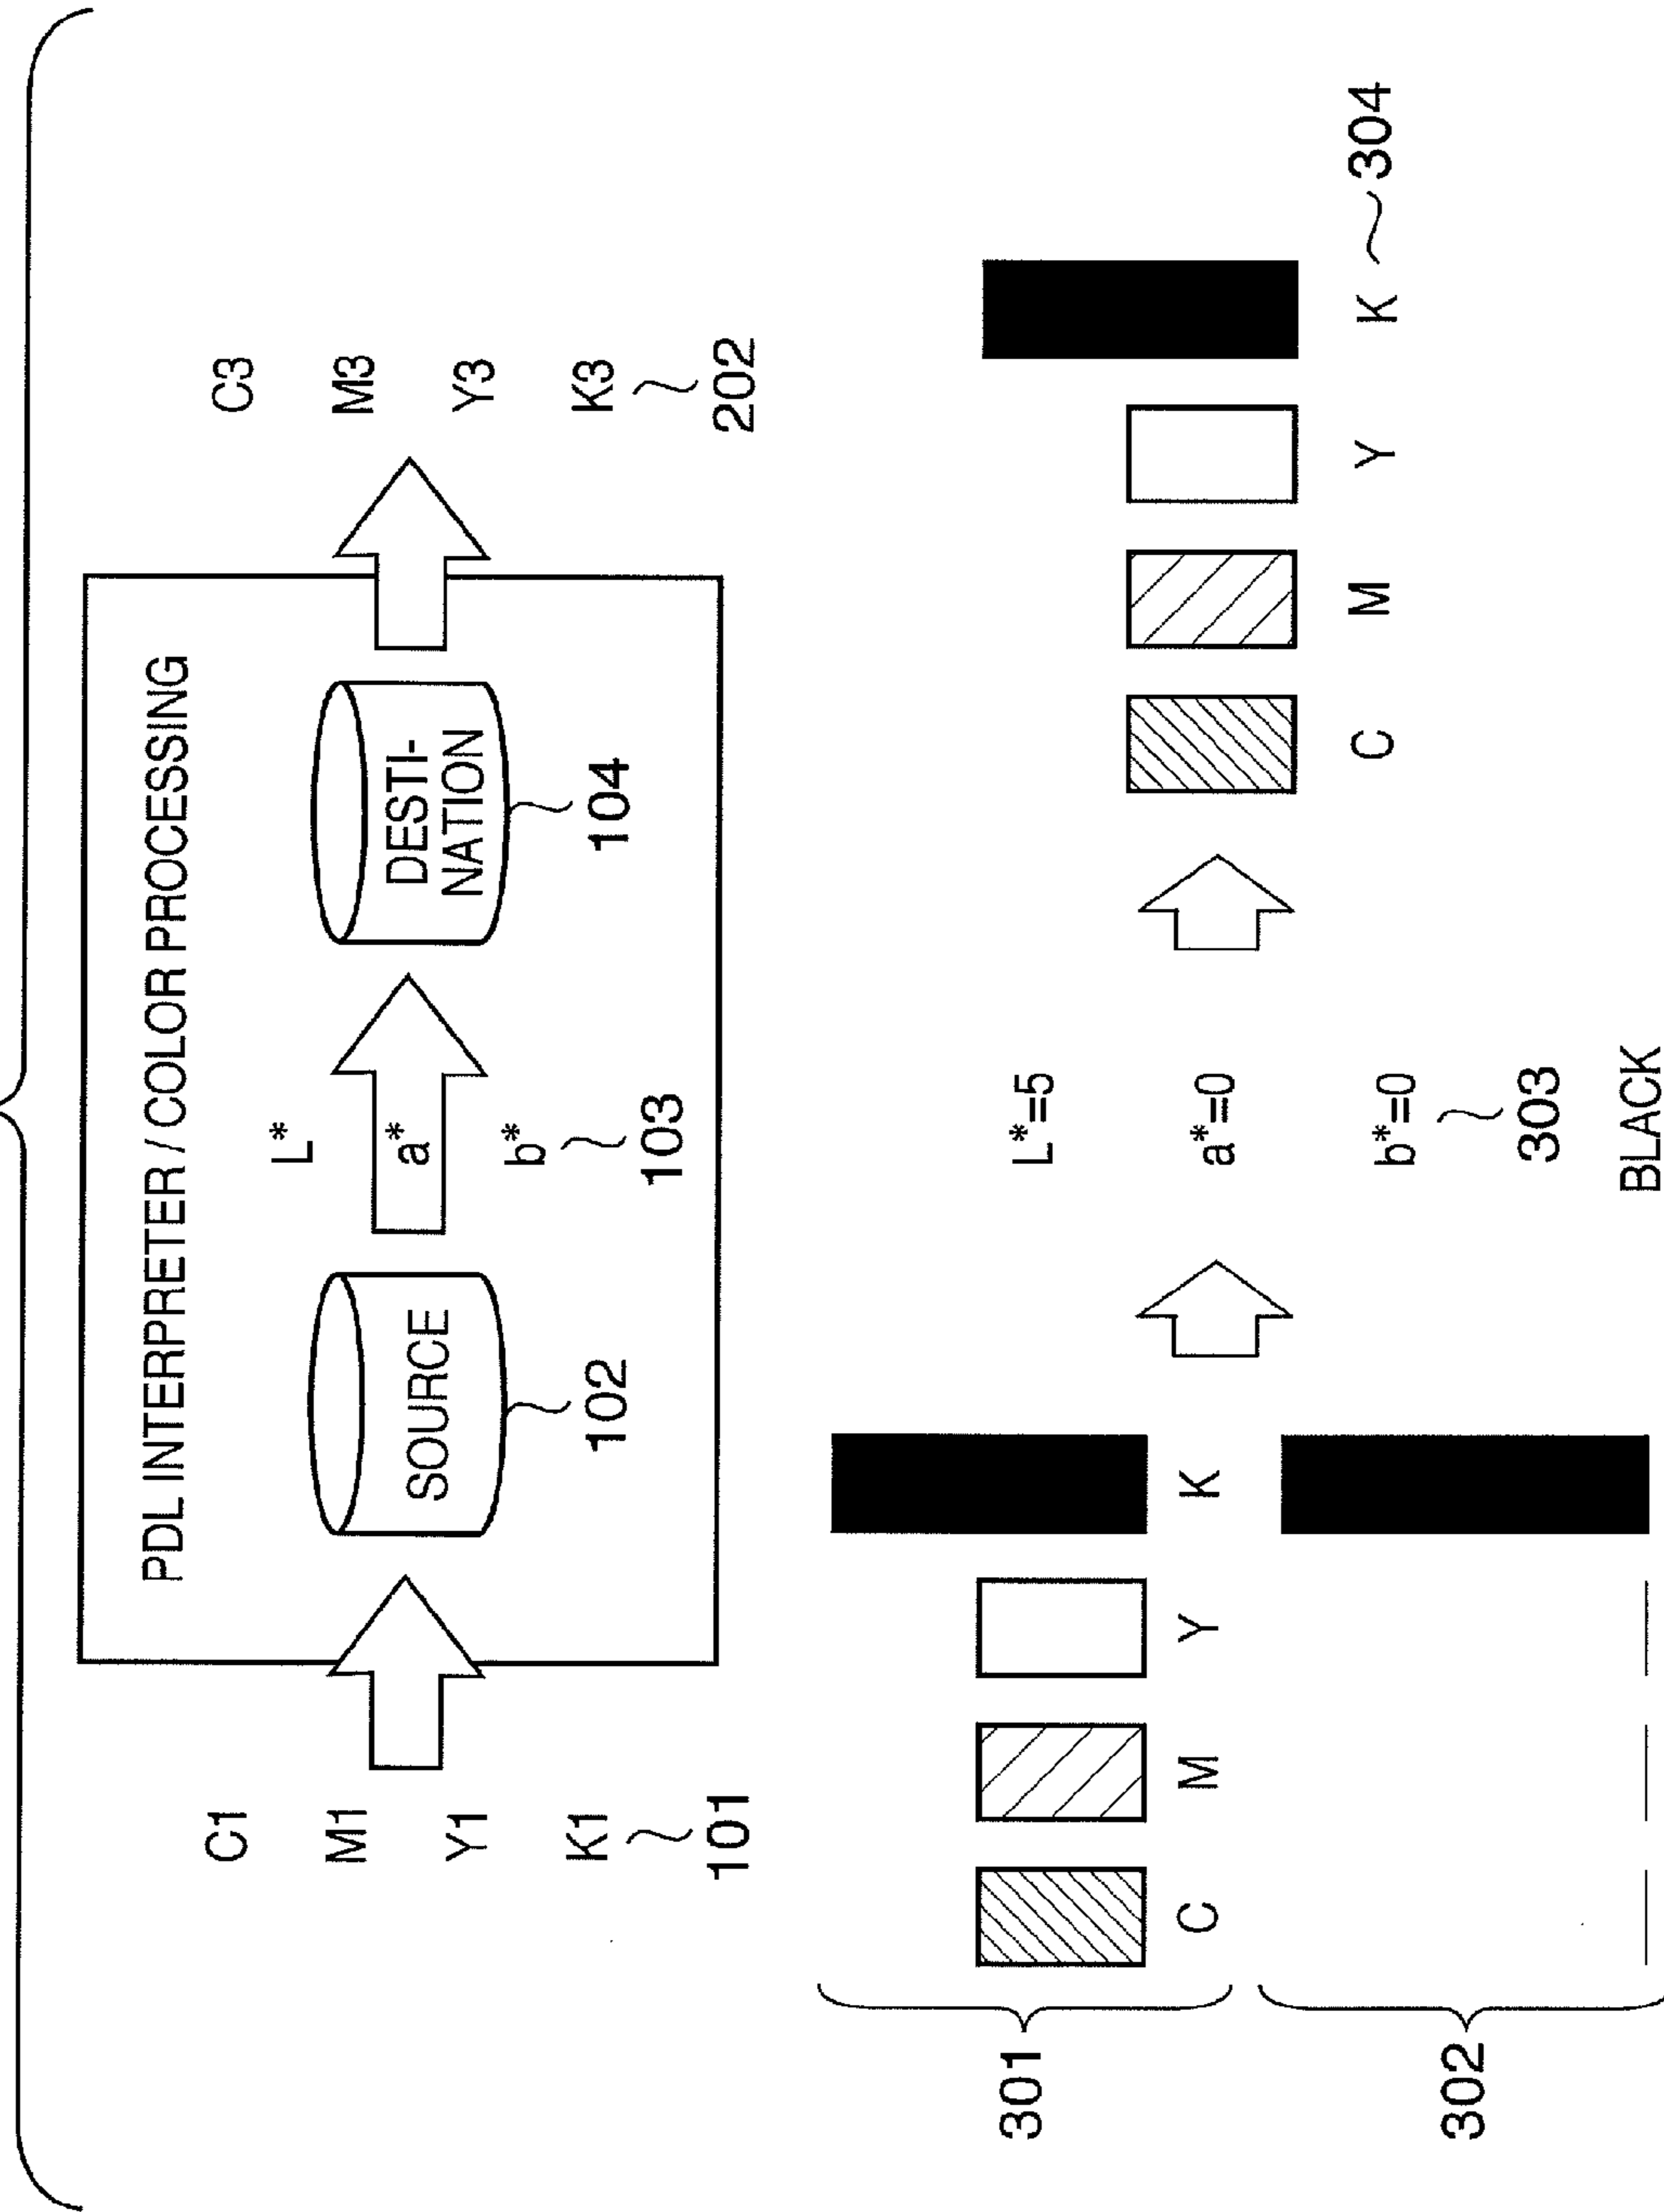 PDL INTERPRETER / COLOR PROCESSING
C1
M1
Y1
K1
101
SOURCE
102
L*
a*
b*
103
DESTI-
NATION
104
C3
M3
Y3
K3
202
301
C M Y K
302
L*=5
a*=0
b*=0
303
BLACK
C M Y K
304